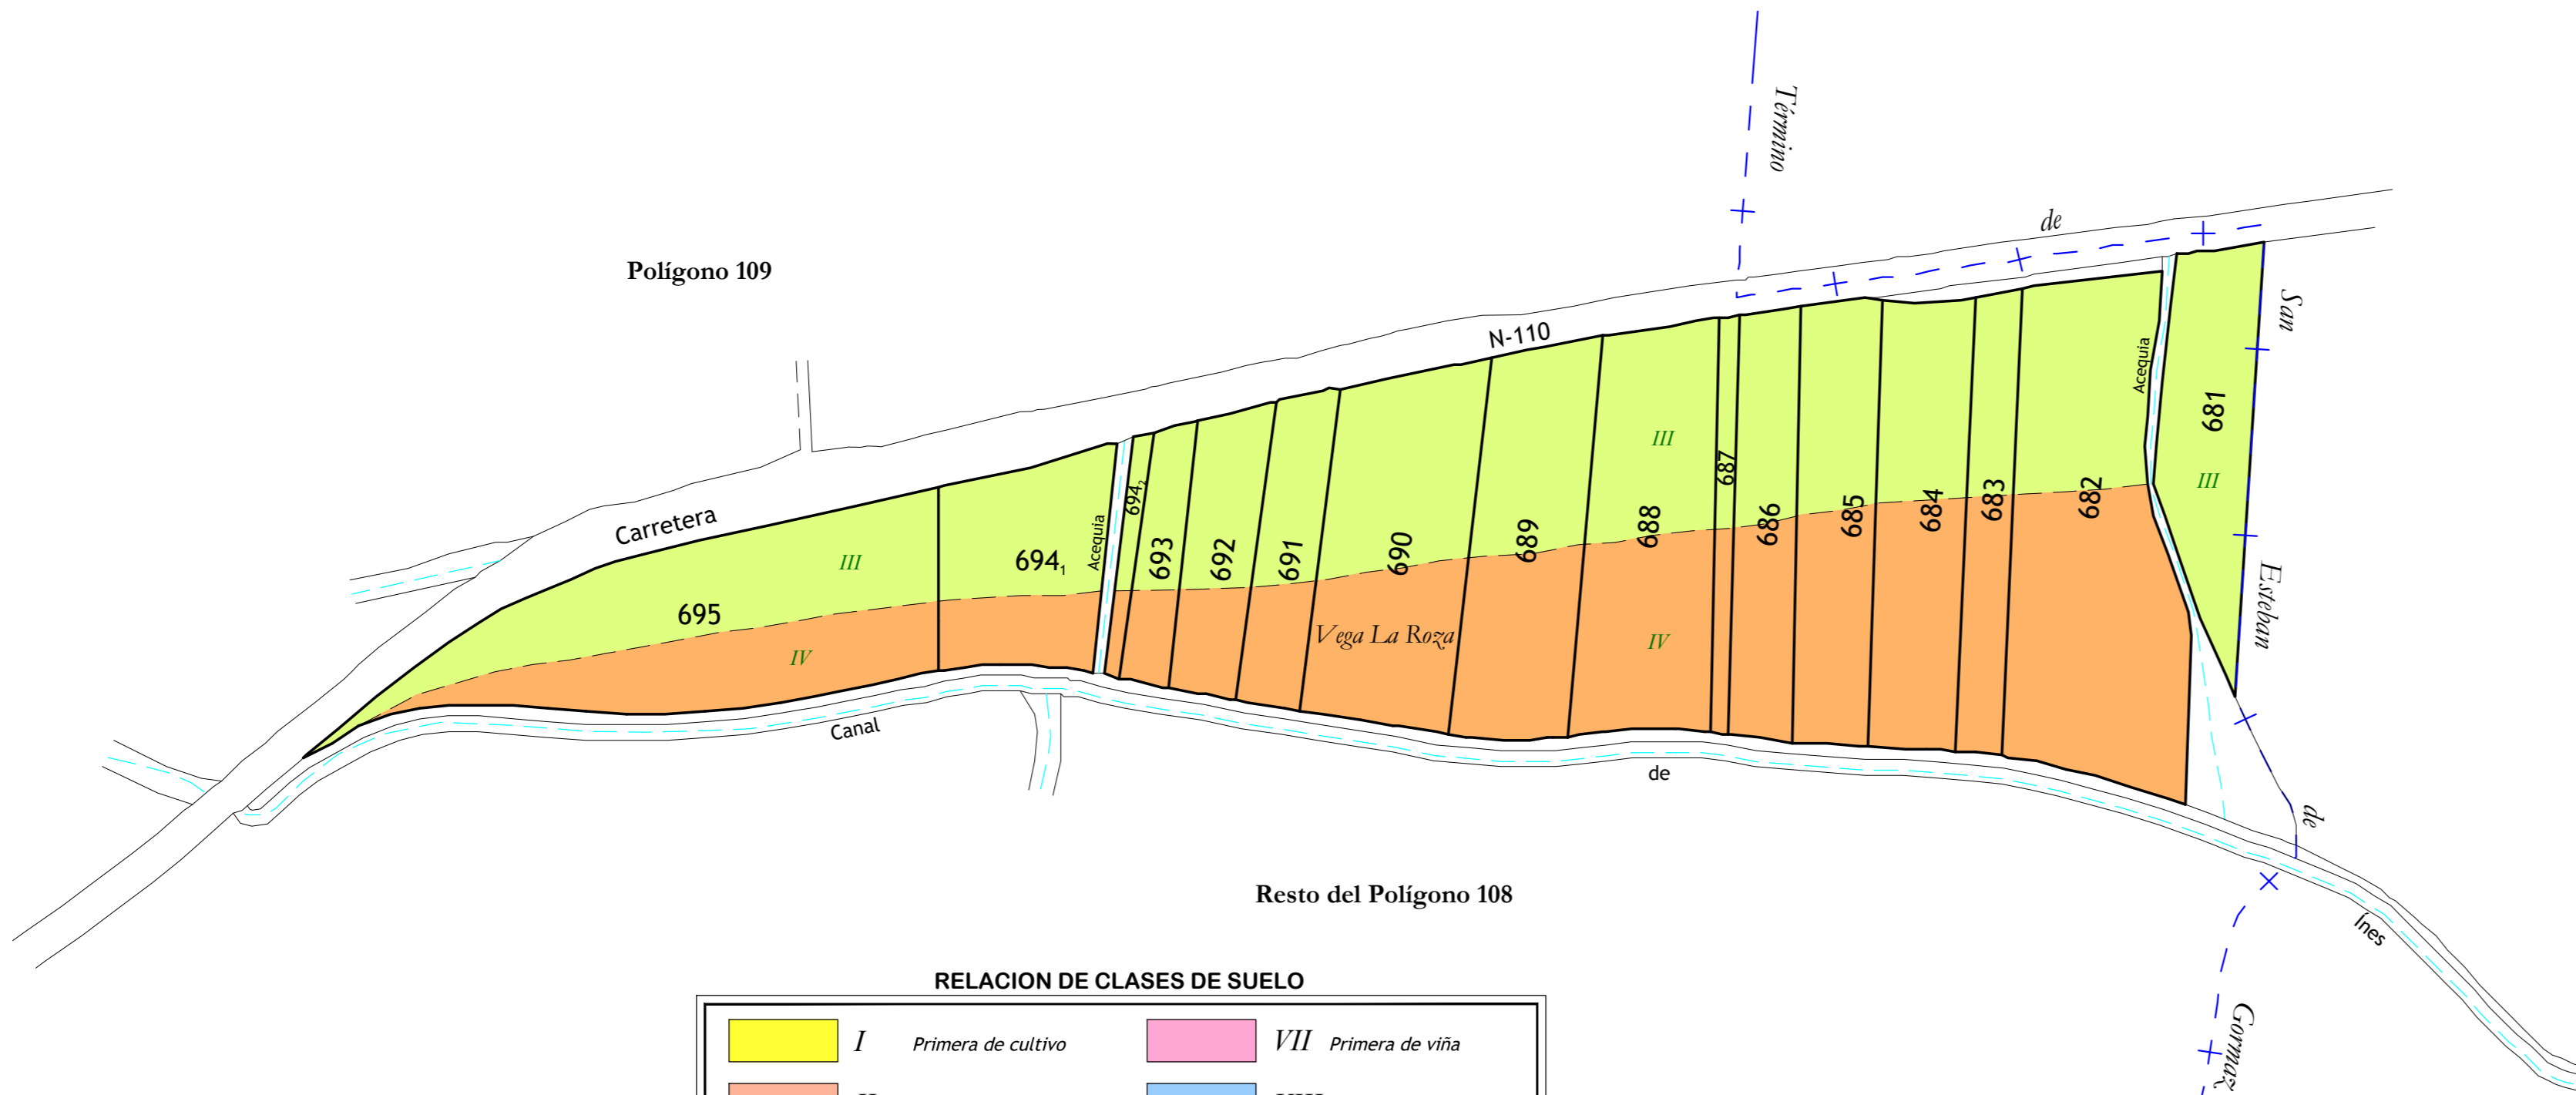 Término
de
San
Polígono 109
N-110
Acequia
681
III
III
687
694₂
Carretera
682
683
684
685
686
688
689
690
691
692
693
Acequia
694₁
III
695
Esteban
Vega La Roza
IV
IV
Canal
de
de
Resto del Polígono 108
Ínes
Gormaz
RELACION DE CLASES DE SUELO
I Primera de cultivo
VII Primera de viña